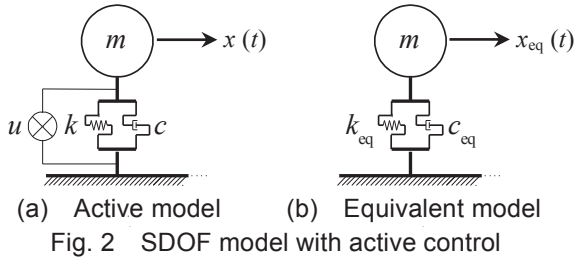 m x (t) m x_eq (t)
u k c k_eq c_eq
(a) Active model (b) Equivalent model
Fig. 2 SDOF model with active control